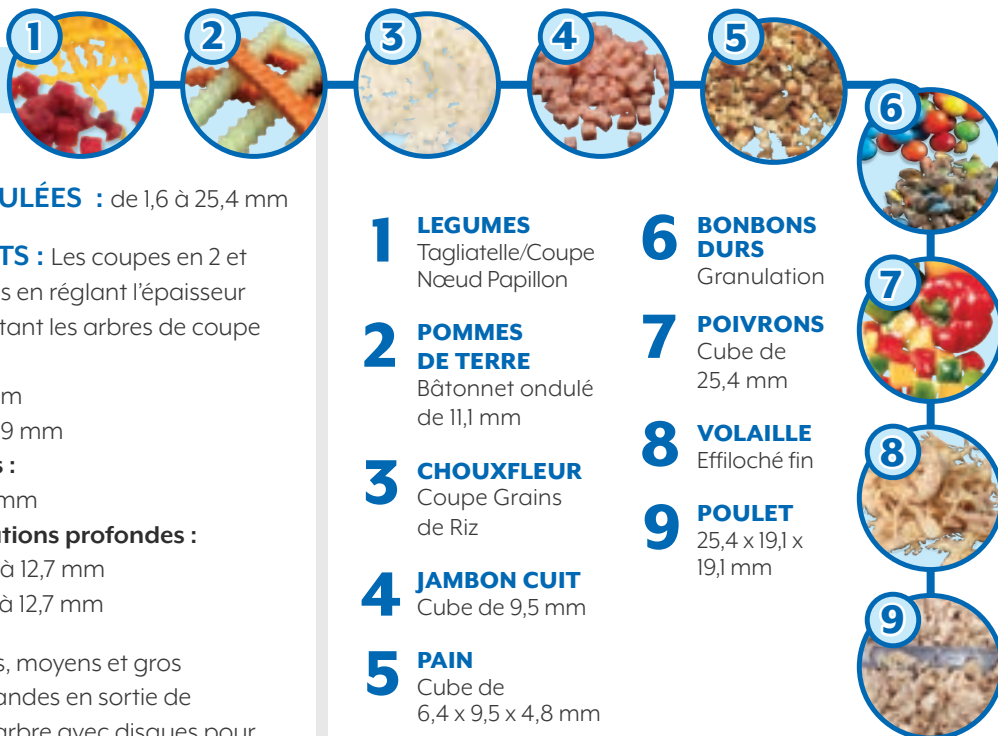 1
2
3
4
5
6
7
8
9
ULÉES : de 1,6 à 25,4 mm
TS : Les coupes en 2 et
s en réglant l'épaisseur
tant les arbres de coupe
m
9 mm
s :
mm
tions profondes :
à 12,7 mm
à 12,7 mm
s, moyens et gros
andes en sortie de
arbre avec disques pour
1 LEGUMES
Tagliatelle/Coupe
Nœud Papillon
2 POMMES
DE TERRE
Bâtonnet ondulé
de 11,1 mm
3 CHOUXFLEUR
Coupe Grains
de Riz
4 JAMBON CUIT
Cube de 9,5 mm
5 PAIN
Cube de
6,4 x 9,5 x 4,8 mm
6 BONBONS
DURS
Granulation
7 POIVRONS
Cube de
25,4 mm
8 VOLAILLE
Effiloché fin
9 POULET
25,4 x 19,1 x
19,1 mm